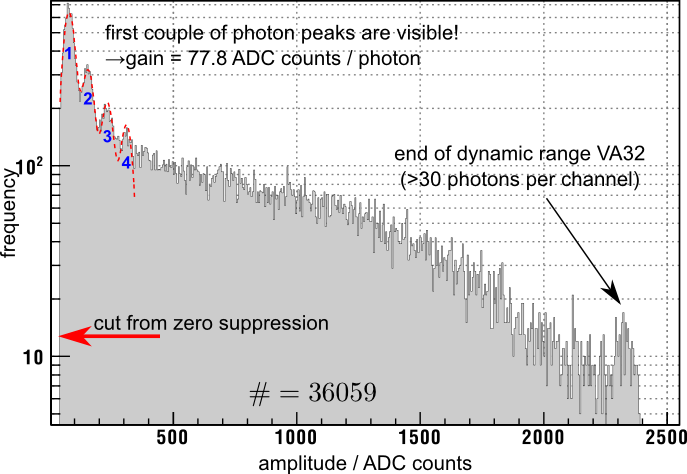 first couple of photon peaks are visible!
→gain = 77.8 ADC counts / photon
1
2
3
4
end of dynamic range VA32
(>30 photons per channel)
10²
frequency
cut from zero suppression
10
# = 36059
500
1000
1500
2000
2500
amplitude / ADC counts